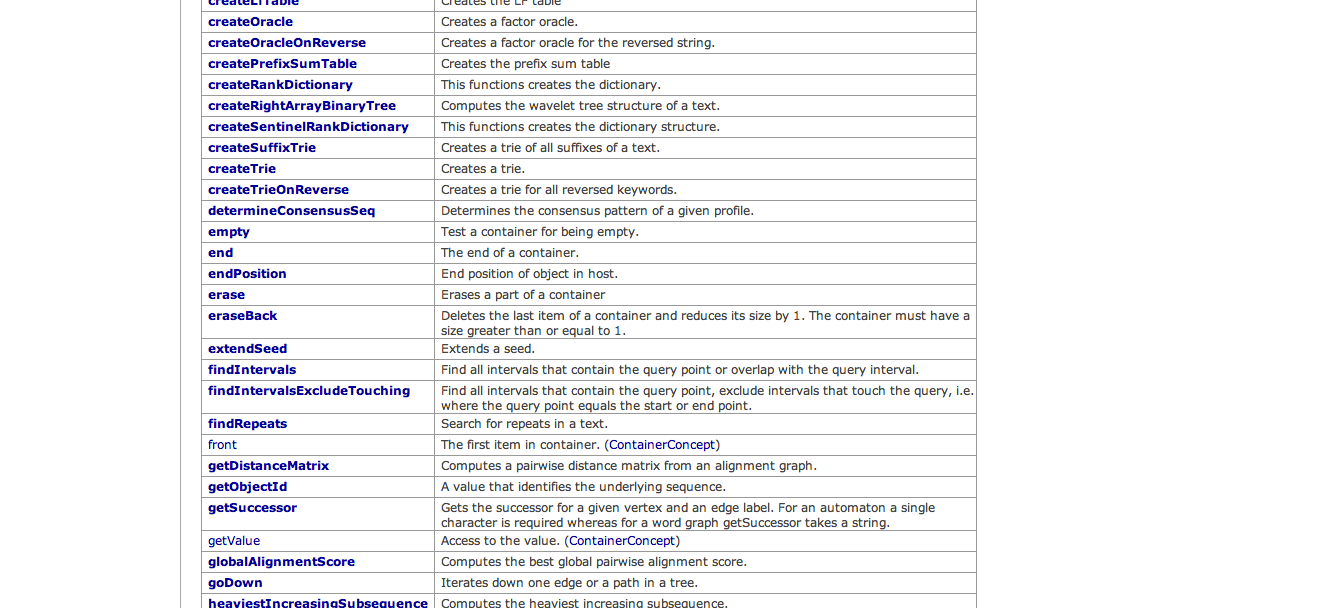 createLfTable Creates the LF table
createOracle Creates a factor oracle.
createOracleOnReverse Creates a factor oracle for the reversed string.
createPrefixSumTable Creates the prefix sum table
createRankDictionary This functions creates the dictionary.
createRightArrayBinaryTree Computes the wavelet tree structure of a text.
createSentinelRankDictionary This functions creates the dictionary structure.
createSuffixTrie Creates a trie of all suffixes of a text.
createTrie Creates a trie.
createTrieOnReverse Creates a trie for all reversed keywords.
determineConsensusSeq Determines the consensus pattern of a given profile.
empty Test a container for being empty.
end The end of a container.
endPosition End position of object in host.
erase Erases a part of a container
eraseBack Deletes the last item of a container and reduces its size by 1. The container must have a
size greater than or equal to 1.
extendSeed Extends a seed.
findIntervals Find all intervals that contain the query point or overlap with the query interval.
findIntervalsExcludeTouching Find all intervals that contain the query point, exclude intervals that touch the query, i.e.
where the query point equals the start or end point.
findRepeats Search for repeats in a text.
front The first item in container. (ContainerConcept)
getDistanceMatrix Computes a pairwise distance matrix from an alignment graph.
getObjectId A value that identifies the underlying sequence.
getSuccessor Gets the successor for a given vertex and an edge label. For an automaton a single
character is required whereas for a word graph getSuccessor takes a string.
getValue Access to the value. (ContainerConcept)
globalAlignmentScore Computes the best global pairwise alignment score.
goDown Iterates down one edge or a path in a tree.
heaviestIncreasingSubsequence Computes the heaviest increasing subsequence.